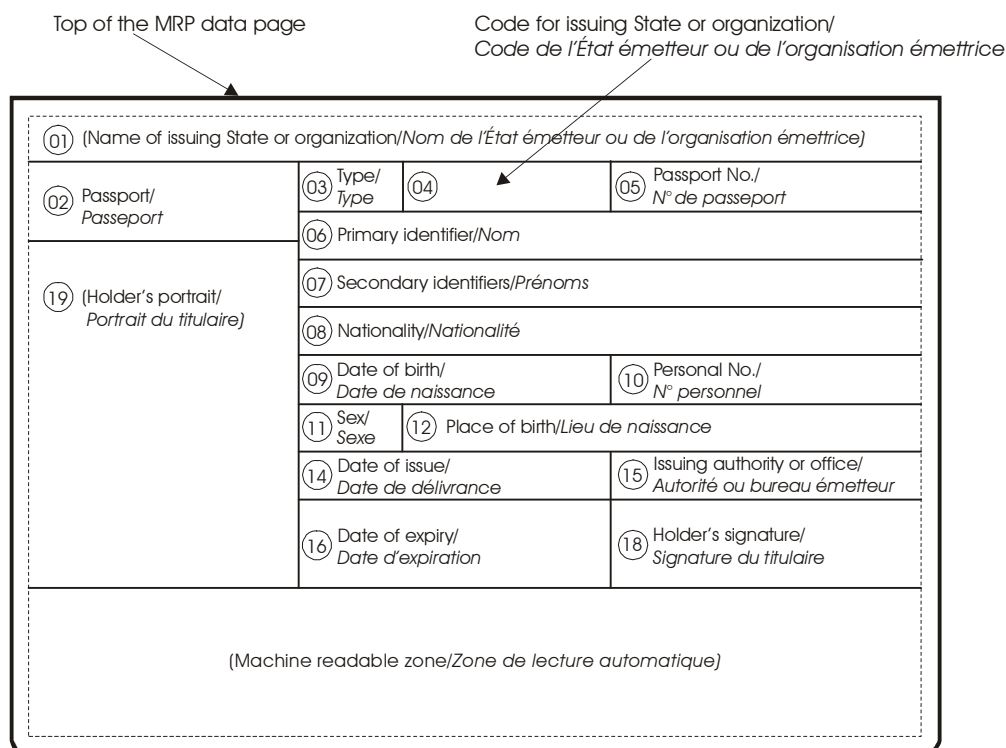 Top of the MRP data page
Code for issuing State or organization/
Code de l'État émetteur ou de l'organisation émettrice
01 (Name of issuing State or organization/Nom de l'État émetteur ou de l'organisation émettrice)
02 Passport/
Passeport
03 Type/
Type
04
05 Passport No./
N° de passeport
06 Primary identifier/Nom
07 Secondary identifiers/Prénoms
08 Nationality/Nationalité
19 (Holder's portrait/
Portrait du titulaire)
09 Date of birth/
Date de naissance
10 Personal No./
N° personnel
11 Sex/
Sexe
12 Place of birth/Lieu de naissance
14 Date of issue/
Date de délivrance
15 Issuing authority or office/
Autorité ou bureau émetteur
16 Date of expiry/
Date d'expiration
18 Holder's signature/
Signature du titulaire
(Machine readable zone/Zone de lecture automatique)